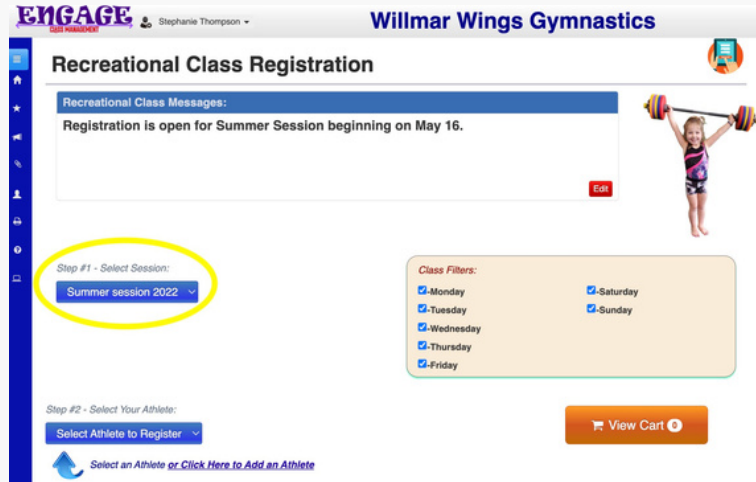 ENGAGE
CLASS MANAGEMENT
Stephanie Thompson
Willmar Wings Gymnastics
Recreational Class Registration
Recreational Class Messages:
Registration is open for Summer Session beginning on May 16.
Edit
Step #1 - Select Session:
Summer session 2022
Class Filters:
-Monday
-Saturday
-Tuesday
-Sunday
-Wednesday
-Thursday
-Friday
Step #2 - Select Your Athlete:
Select Athlete to Register
View Cart 0
Select an Athlete or Click Here to Add an Athlete